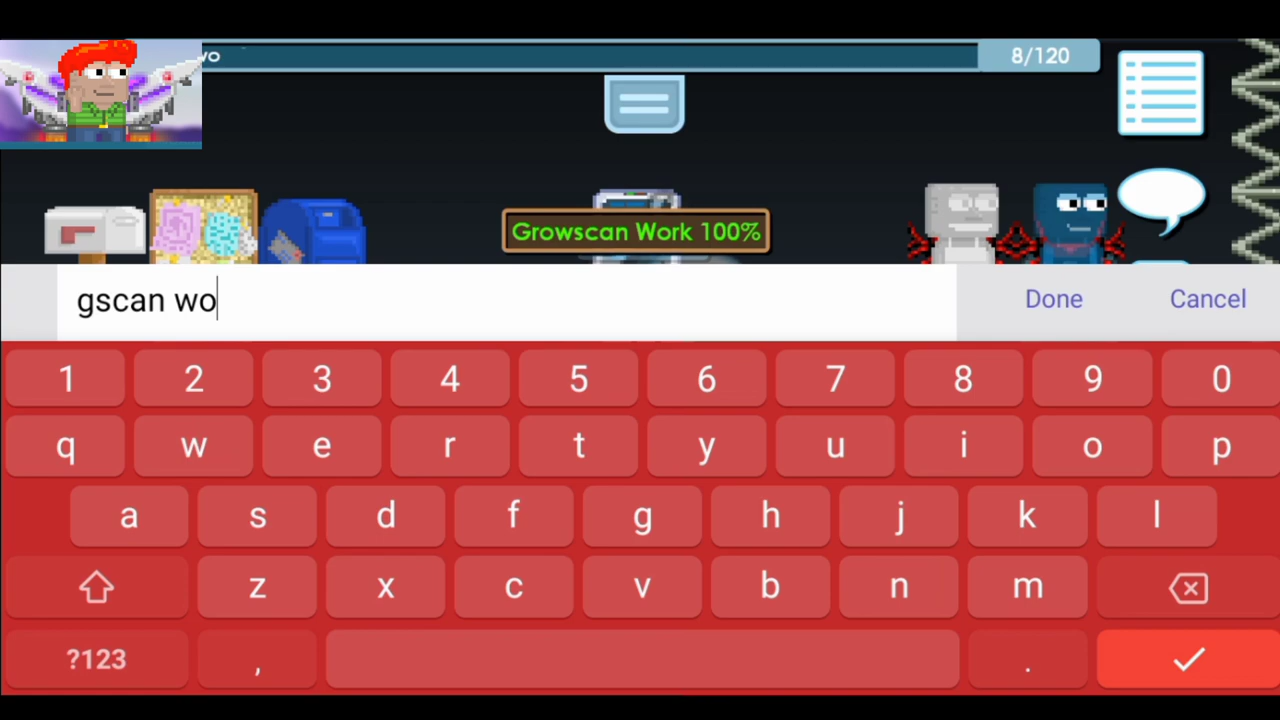 wo
8/120
Growscan Work 100%
gscan wo
Done
Cancel
1 2 3 4 5 6 7 8 9 0
q w e r t y u i o p
a s d f g h j k l
z x c v b n m
?123 , .